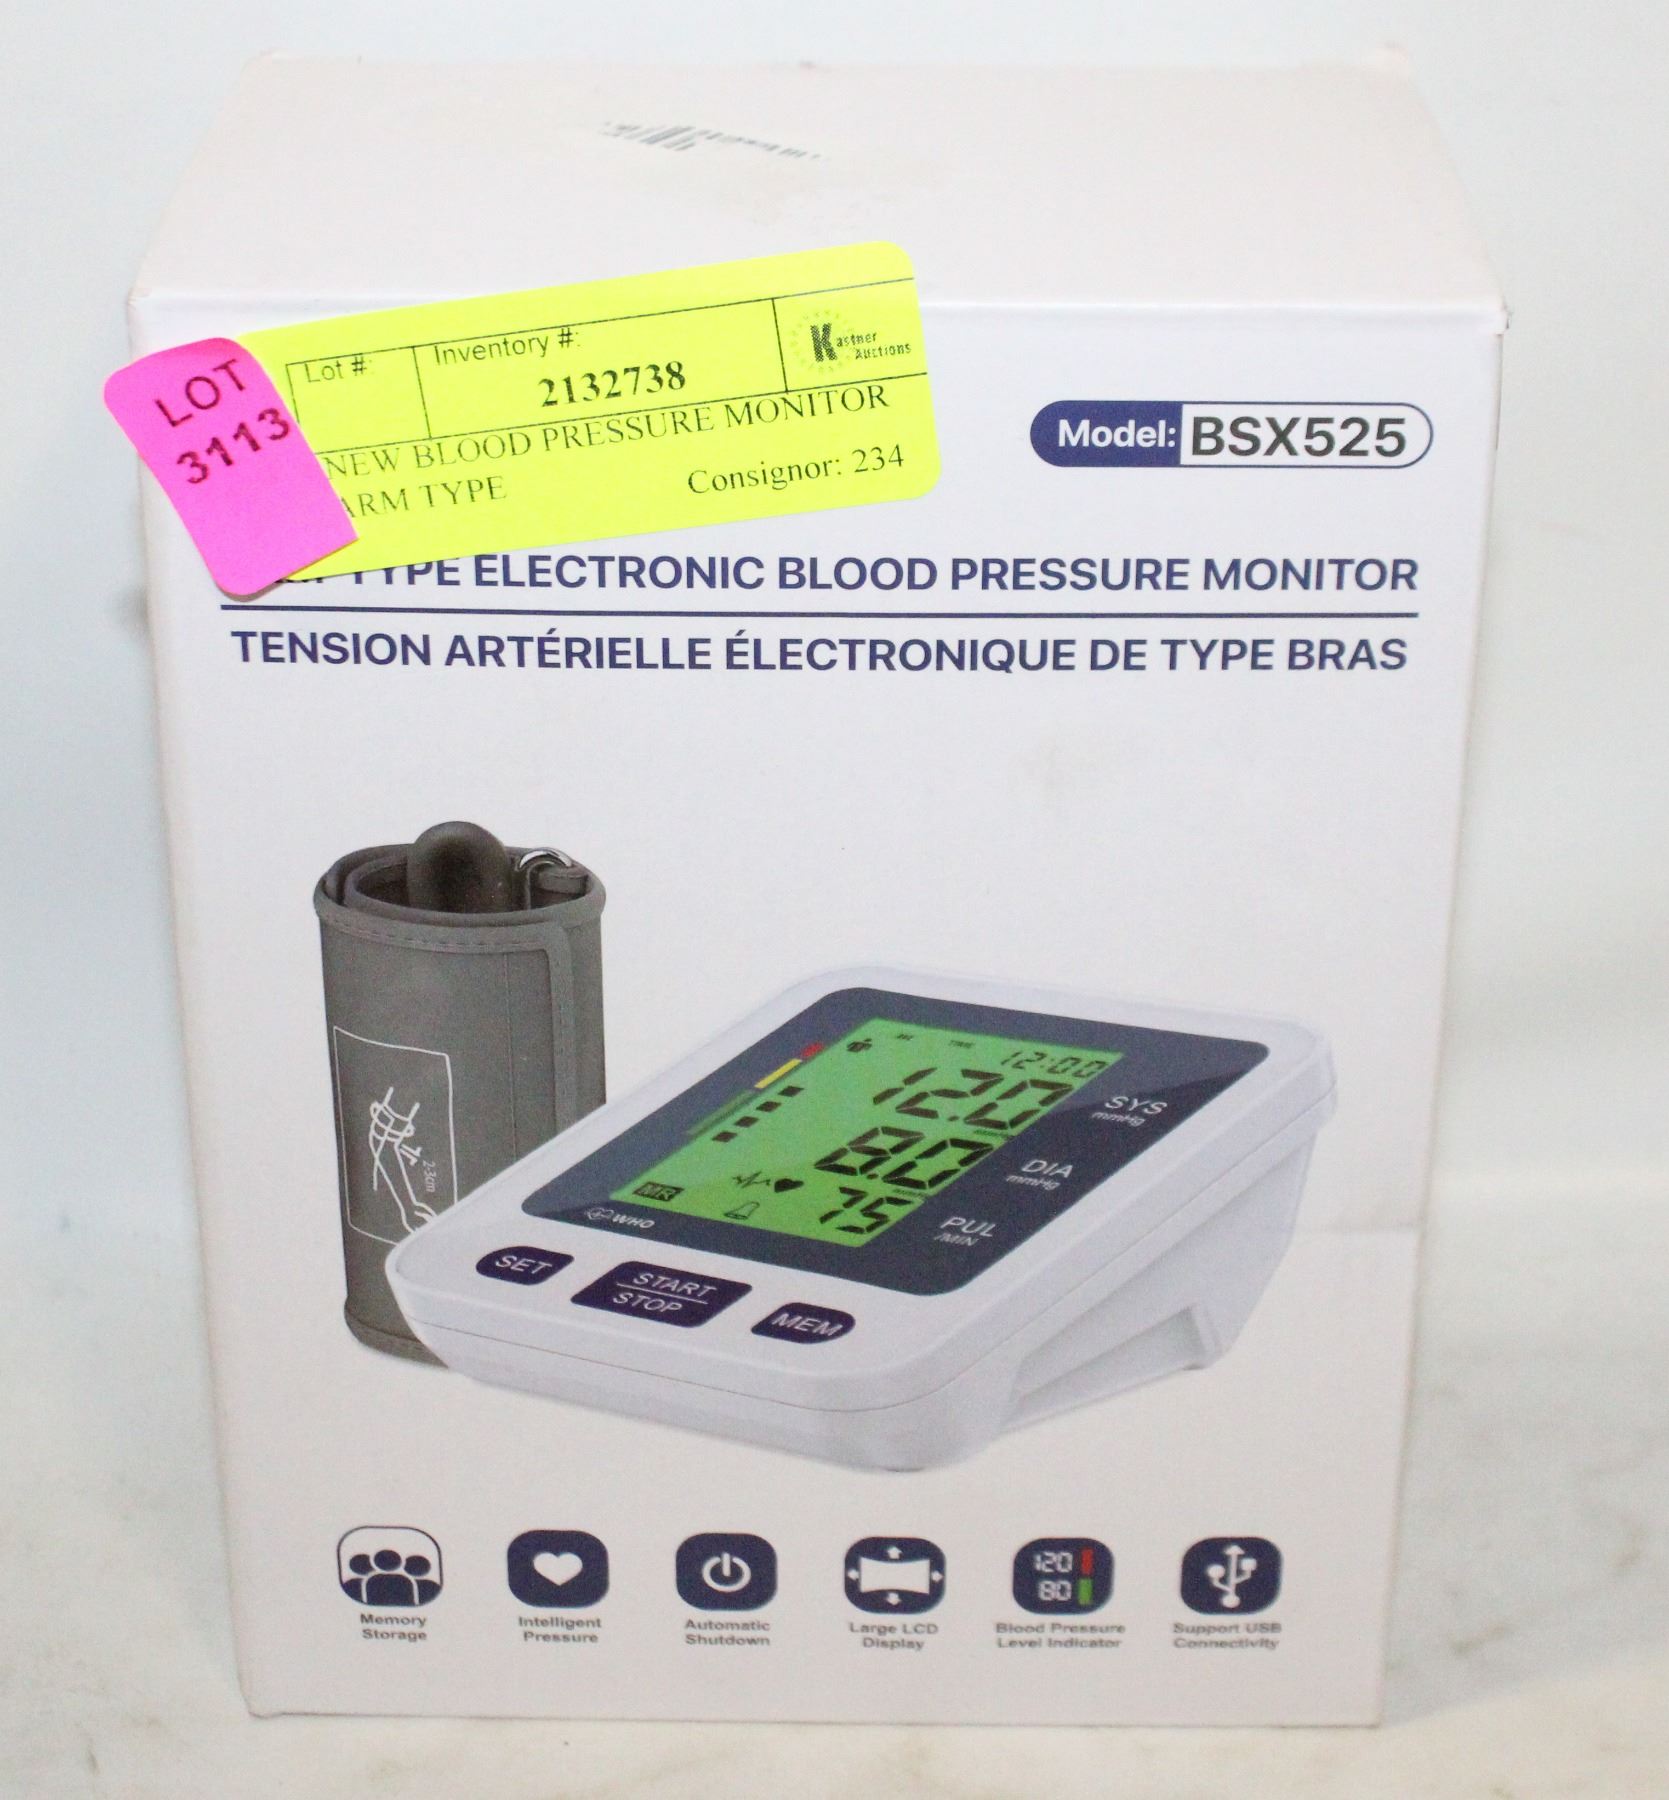 LOT
3113
Lot #:
Inventory #:
2132738
Kastner
Auctions
NEW BLOOD PRESSURE MONITOR
ARM TYPE
Consignor: 234
Model: BSX525
TYPE ELECTRONIC BLOOD PRESSURE MONITOR
TENSION ARTÉRIELLE ÉLECTRONIQUE DE TYPE BRAS
2-3cm
TIME
12:00
120
80
75
MR
SYS
mmHg
DIA
mmHg
PUL
/MIN
WHO
SET
START
STOP
MEM
120
80
Memory
Storage
Intelligent
Pressure
Automatic
Shutdown
Large LCD
Display
Blood Pressure
Level Indicator
Support USB
Connectivity